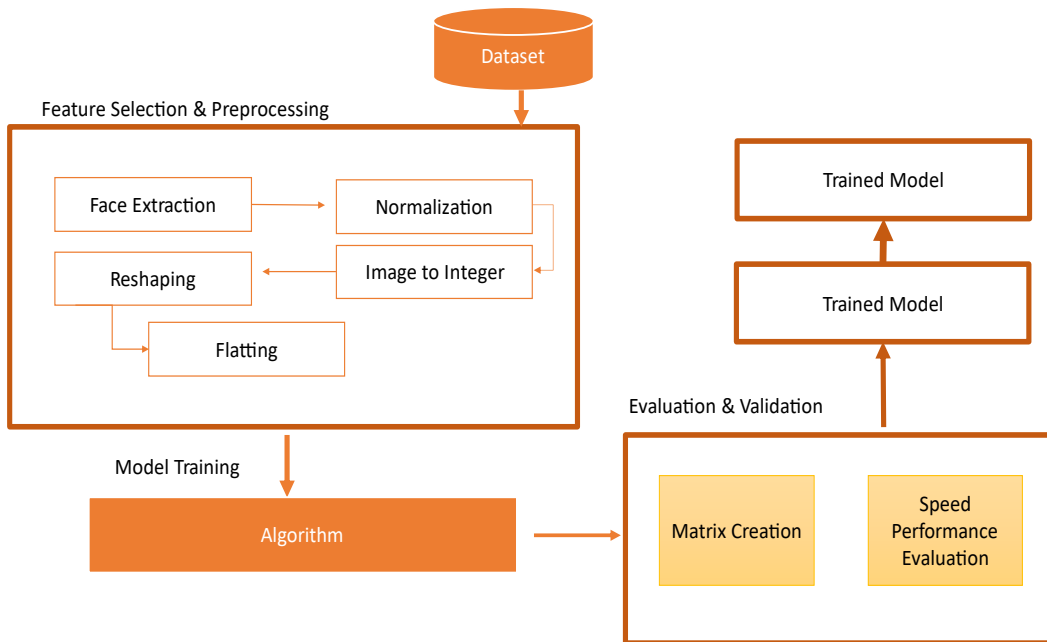 Dataset
Feature Selection & Preprocessing
Face Extraction
Normalization
Reshaping
Image to Integer
Flatting
Model Training
Algorithm
Trained Model
Trained Model
Evaluation & Validation
Matrix Creation
Speed
Performance
Evaluation